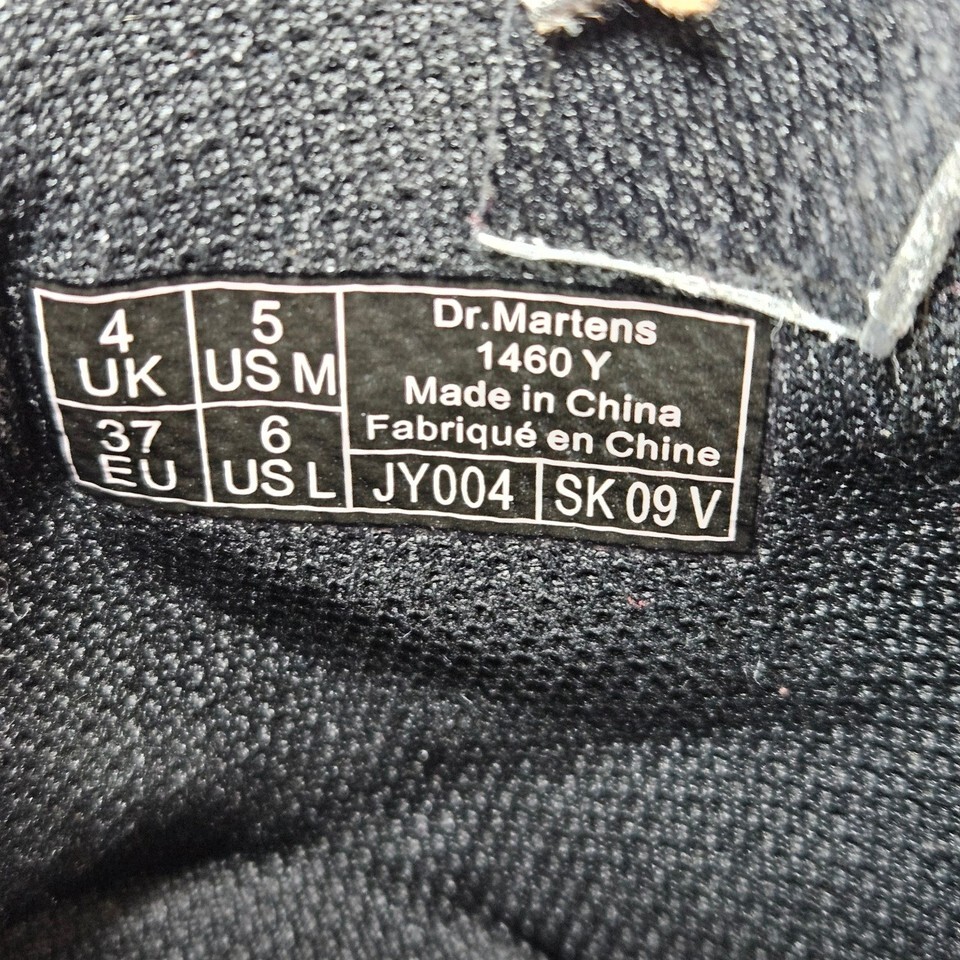 4
UK
5
US M
37
EU
6
US L
Dr.Martens
1460 Y
Made in China
Fabriqué en Chine
JY004
SK 09 V